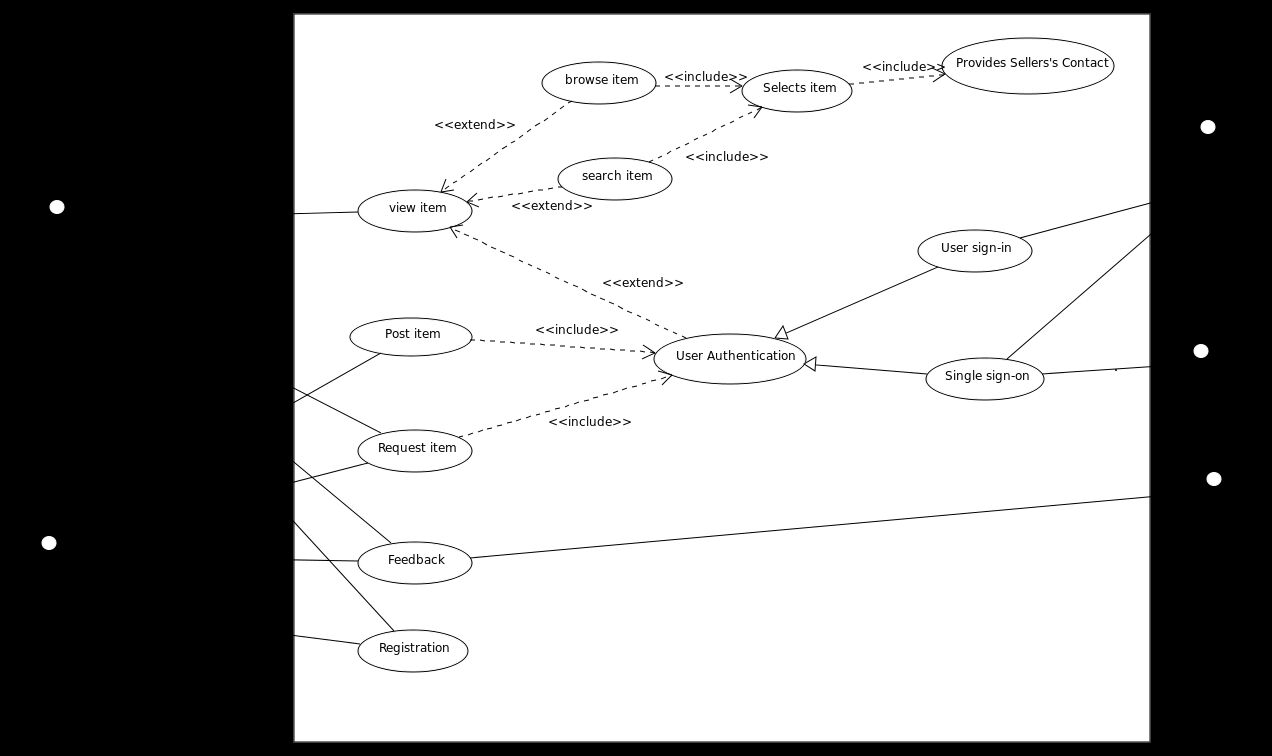 Provides Sellers's Contact
<<include>>
browse item
<<include>>
Selects item
<<extend>>
<<include>>
search item
view item
<<extend>>
User sign-in
<<extend>>
Post item
<<include>>
User Authentication
Single sign-on
<<include>>
Request item
Feedback
Registration